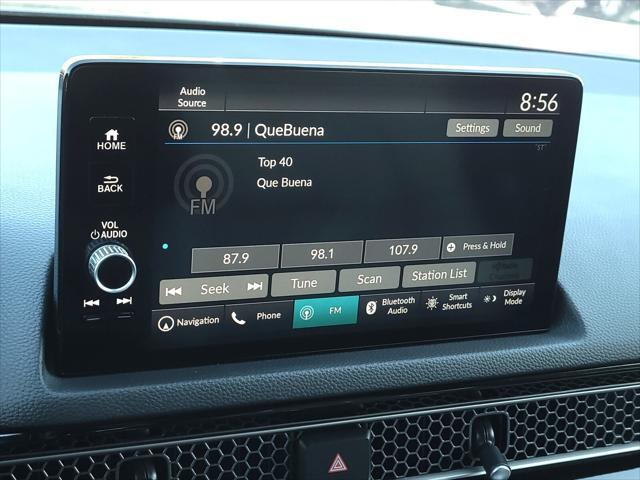 Audio
Source
8:56
FM
98.9 | QueBuena
Settings
Sound
"ST"
HOME
Top 40
Que Buena
BACK
FM
VOL
AUDIO
87.9
98.1
107.9
Press & Hold
Seek
Tune
Scan
Station List
Navigation
Phone
FM
Bluetooth
Audio
Smart
Shortcuts
Display
Mode